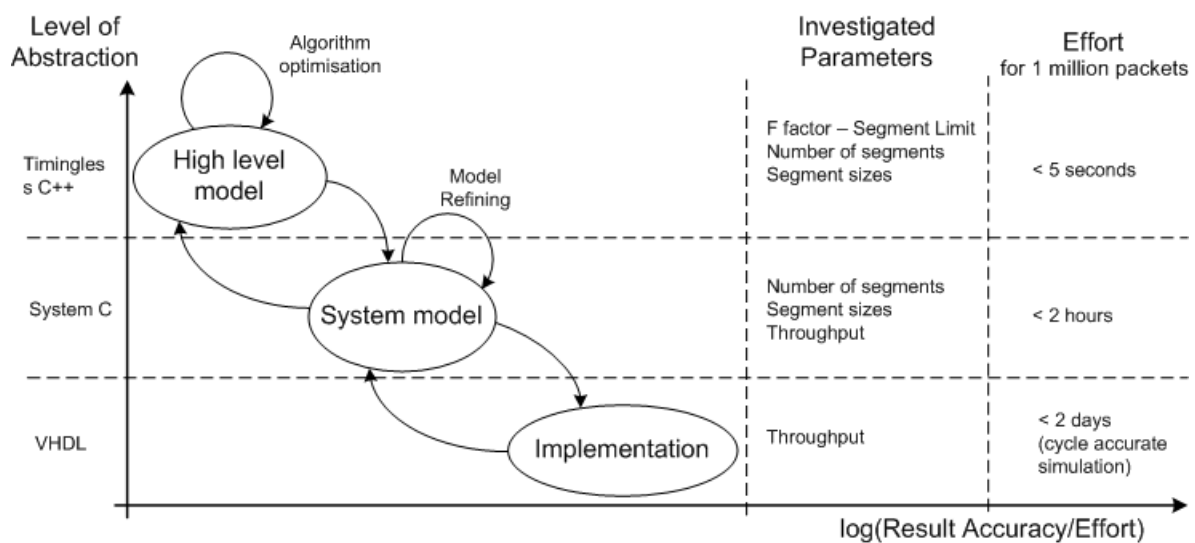 Level of
Abstraction
Algorithm
optimisation
Investigated
Parameters
Effort
for 1 million packets
Timingles
s C++
High level
model
F factor – Segment Limit
Number of segments
Segment sizes
< 5 seconds
Model
Refining
System C
System model
Number of segments
Segment sizes
Throughput
< 2 hours
VHDL
Implementation
Throughput
< 2 days
(cycle accurate
simulation)
log(Result Accuracy/Effort)